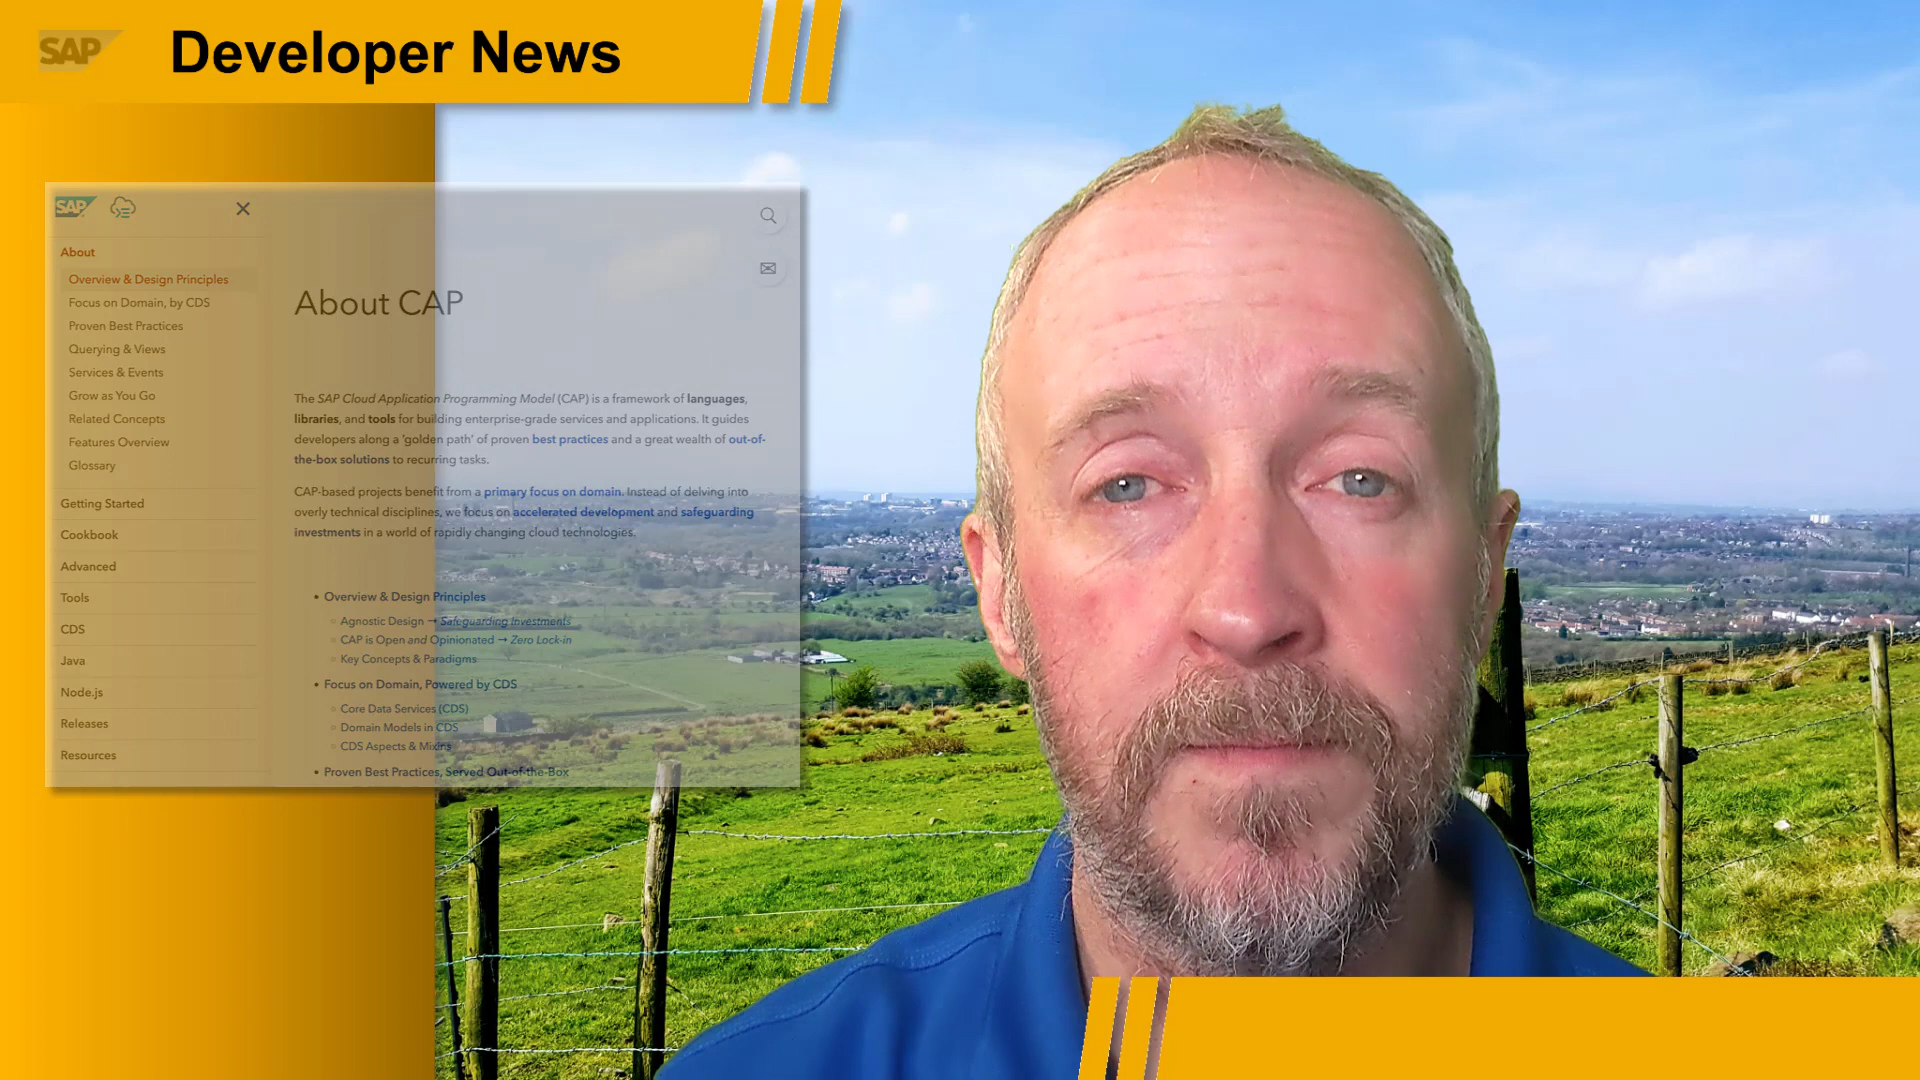 SAP
Developer News
SAP
About
Overview & Design Principles
Focus on Domain, by CDS
Proven Best Practices
Querying & Views
Services & Events
Grow as You Go
Related Concepts
Features Overview
Glossary
Getting Started
Cookbook
Advanced
Tools
CDS
Java
Node.js
Releases
Resources
About CAP
The SAP Cloud Application Programming Model (CAP) is a framework of languages,
libraries, and tools for building enterprise-grade services and applications. It guides
developers along a ‘golden path’ of proven best practices and a great wealth of out-of-
the-box solutions to recurring tasks.
CAP-based projects benefit from a primary focus on domain. Instead of delving into
overly technical disciplines, we focus on accelerated development and safeguarding
investments in a world of rapidly changing cloud technologies.
• Overview & Design Principles
○ Agnostic Design → Safeguarding Investments
○ CAP is Open and Opinionated → Zero Lock-in
○ Key Concepts & Paradigms
• Focus on Domain, Powered by CDS
○ Core Data Services (CDS)
○ Domain Models in CDS
○ CDS Aspects & Mixins
• Proven Best Practices, Served Out-of-the-Box